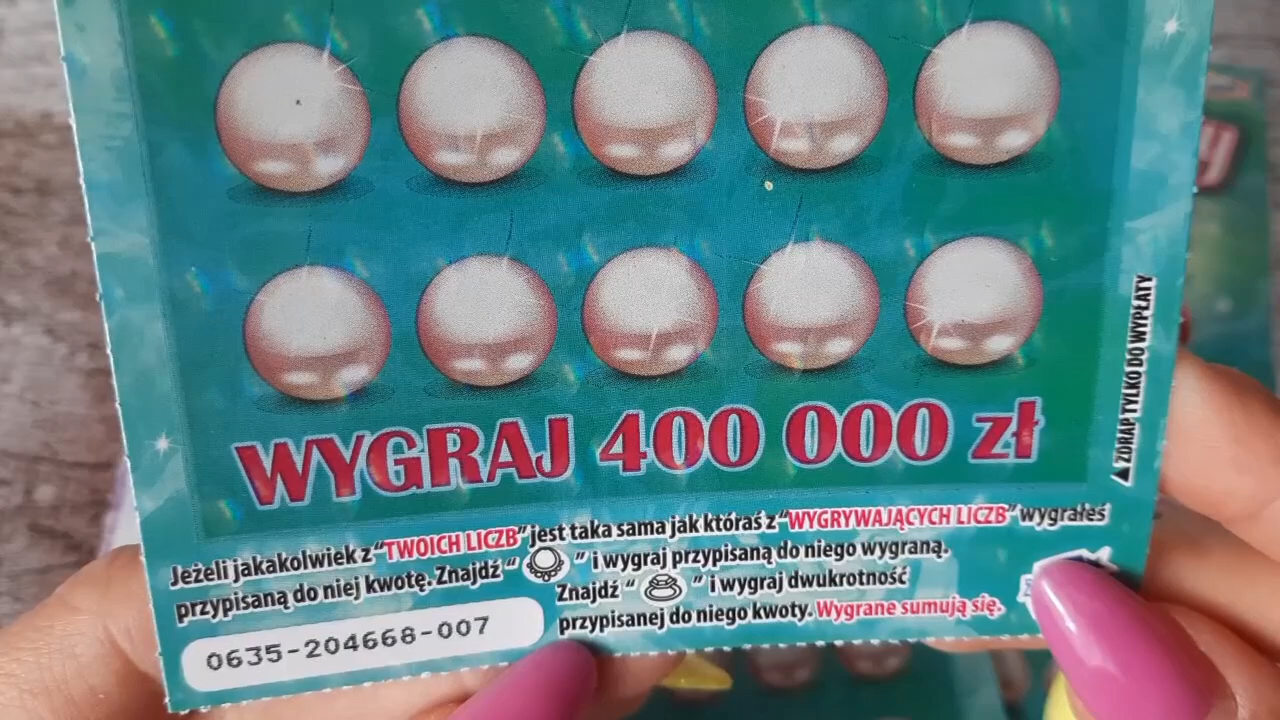 WYGRAJ 400 000 zł
Jeżeli jakakolwiek z “TWOICH LICZB” jest taka sama jak któraś z “WYGRYWAJĄCYCH LICZB” wygrałeś
przypisaną do niej kwotę. Znajdź “ ” i wygraj przypisaną do niego wygraną.
Znajdź “ ” i wygraj dwukrotność
przypisanej do niego kwoty. Wygrane sumują się.
0635-204668-007
ZDRAP TYLKO DO WYPŁATY